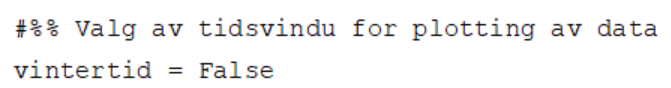 #%% Valg av tidsvindu for plotting av data
vintertid = False